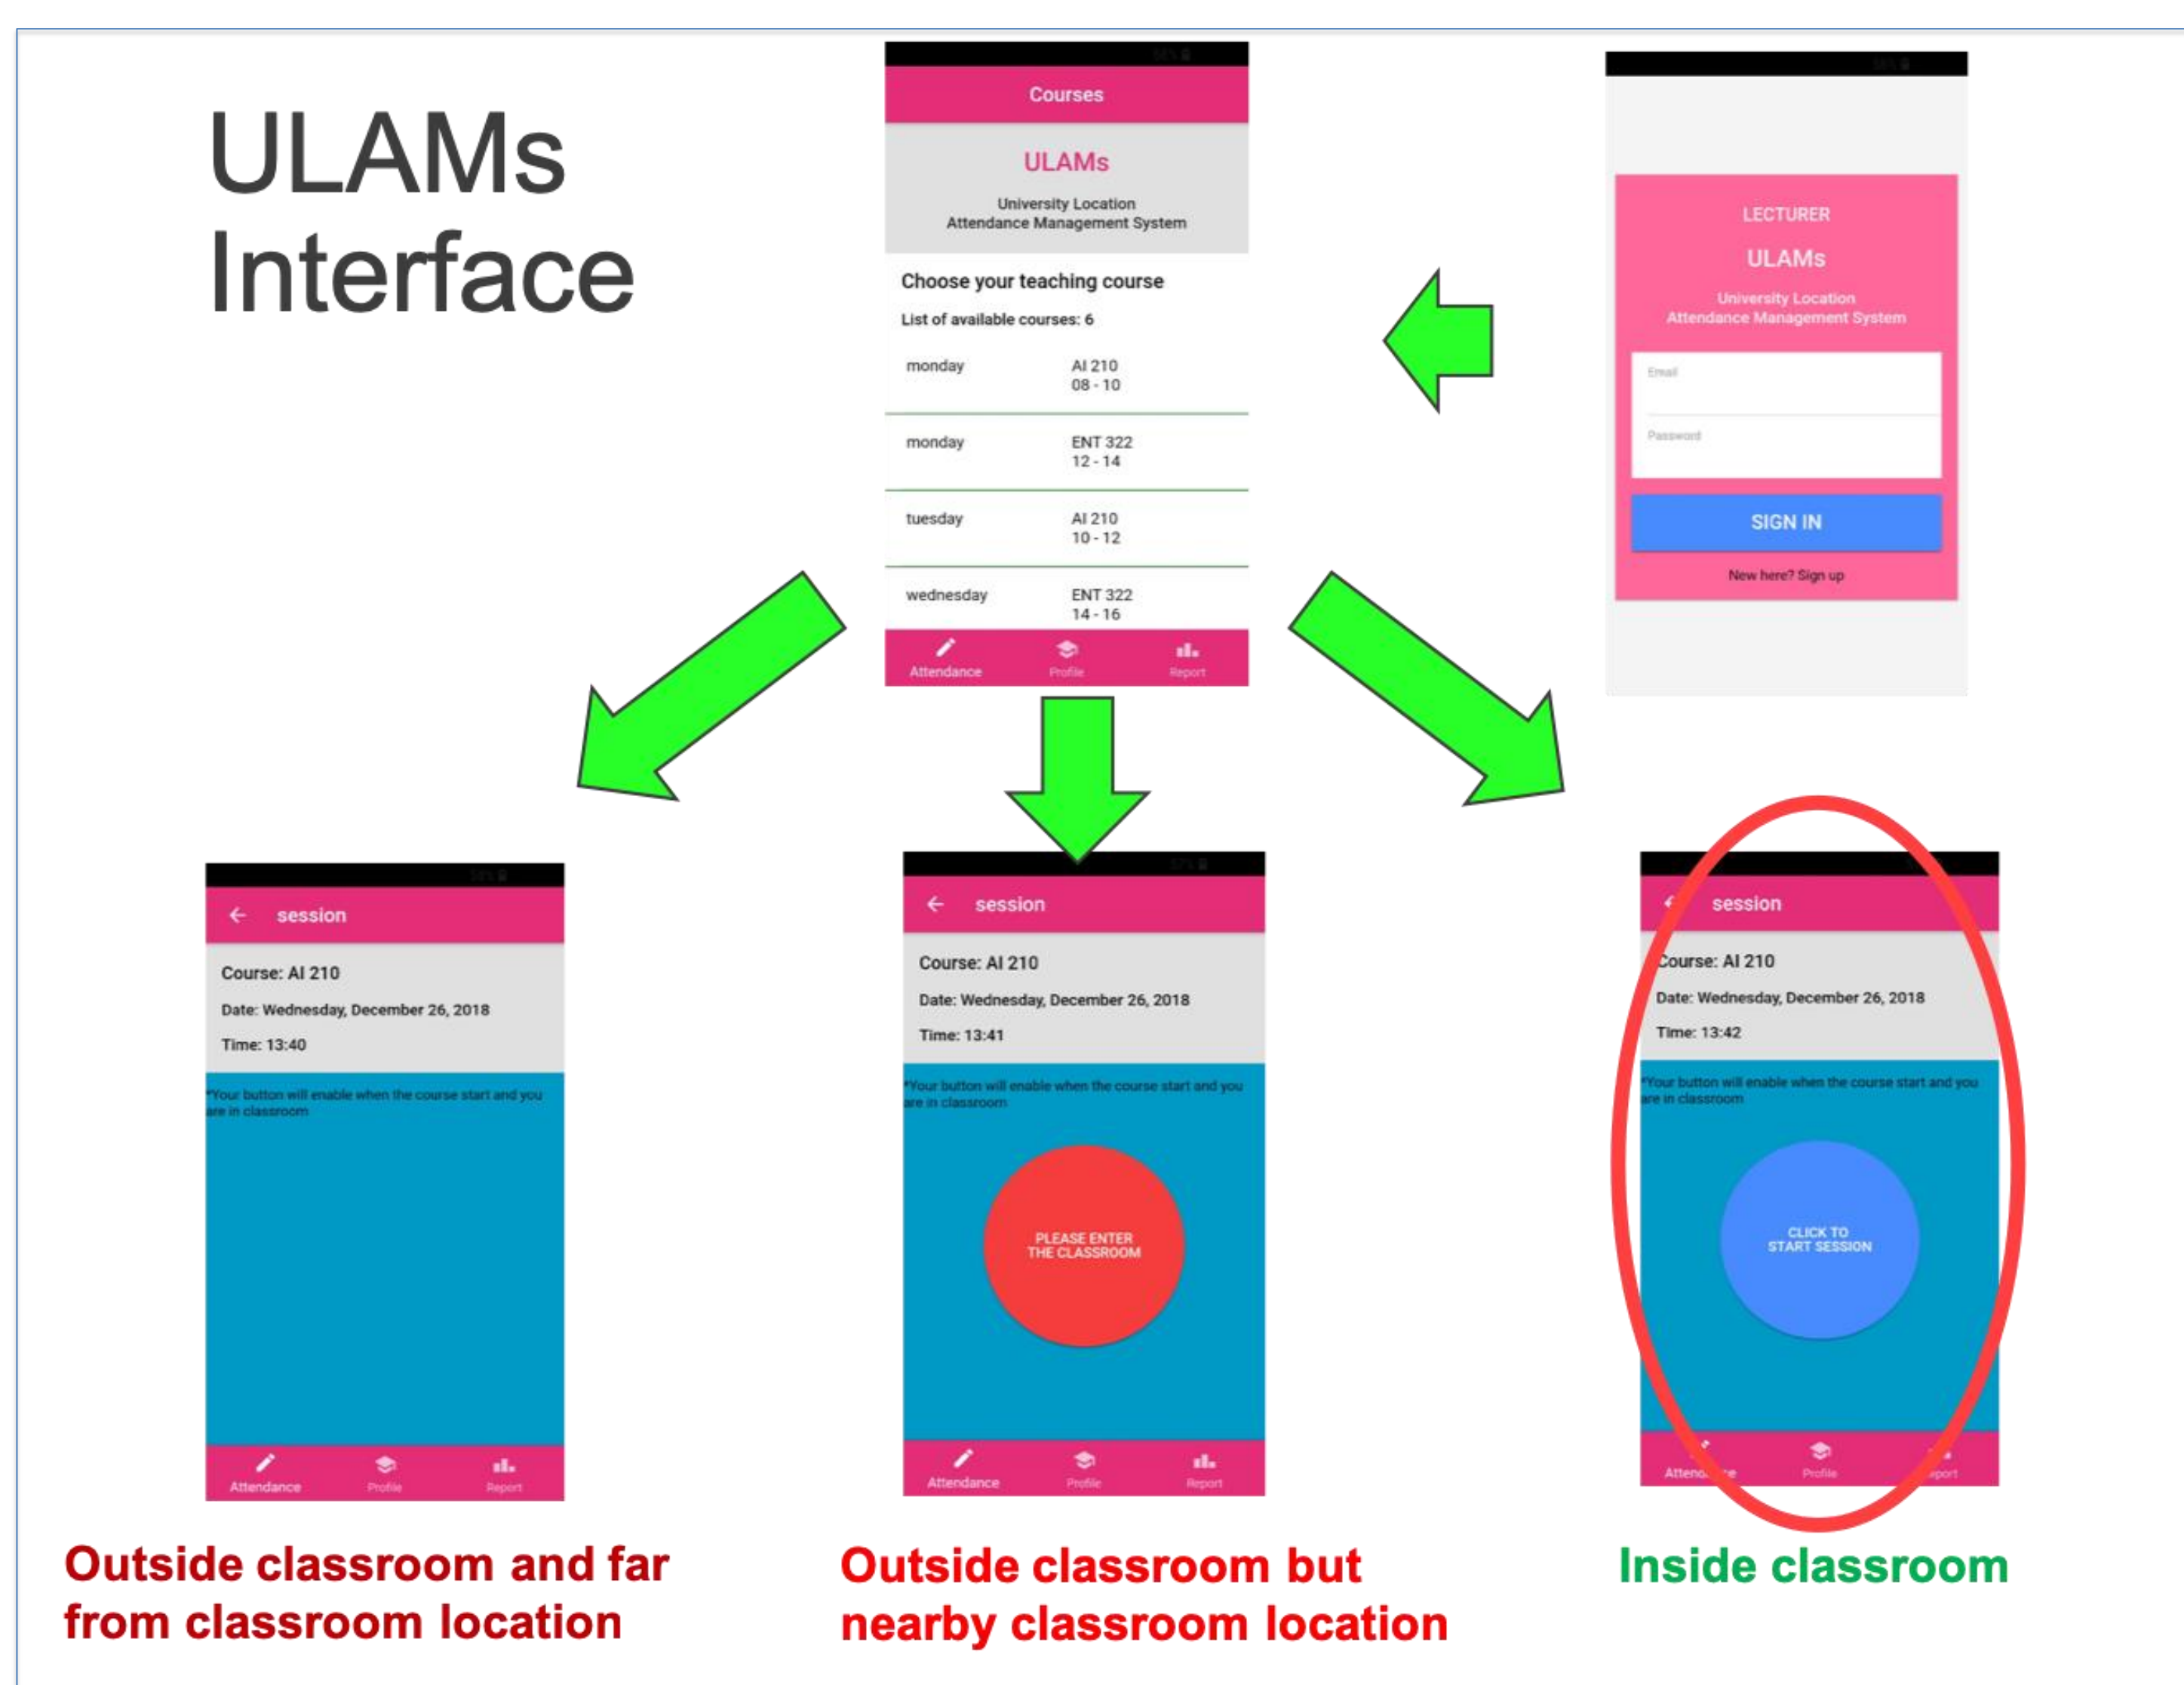 ULAMs
Interface
Courses
ULAMs
University Location
Attendance Management System
Choose your teaching course
List of available courses: 6
monday AI 210
08 - 10
monday ENT 322
12 - 14
tuesday AI 210
10 - 12
wednesday ENT 322
14 - 16
Attendance Profile Report
LECTURER
ULAMs
University Location
Attendance Management System
Email
Password
SIGN IN
New here? Sign up
session
Course: AI 210
Date: Wednesday, December 26, 2018
Time: 13:40
*Your button will enable when the course start and you
are in classroom
Attendance Profile Report
Outside classroom and far
from classroom location
session
Course: AI 210
Date: Wednesday, December 26, 2018
Time: 13:41
*Your button will enable when the course start and you
are in classroom
PLEASE ENTER
THE CLASSROOM
Attendance Profile Report
Outside classroom but
nearby classroom location
session
Course: AI 210
Date: Wednesday, December 26, 2018
Time: 13:42
*Your button will enable when the course start and you
are in classroom
CLICK TO
START SESSION
Attendance Profile Report
Inside classroom